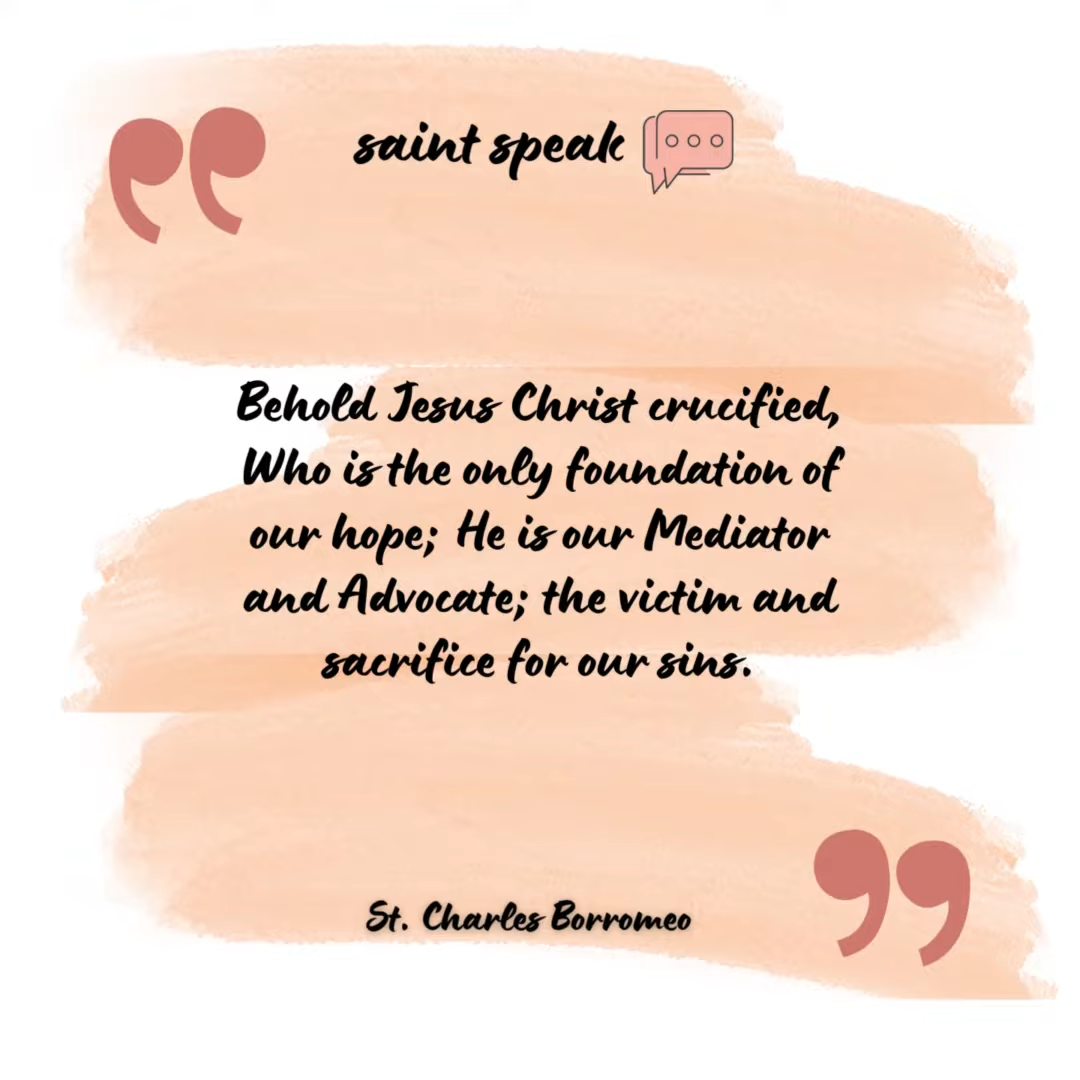 saint speak
Behold Jesus Christ crucified,
Who is the only foundation of
our hope; He is our Mediator
and Advocate; the victim and
sacrifice for our sins.
St. Charles Borromeo